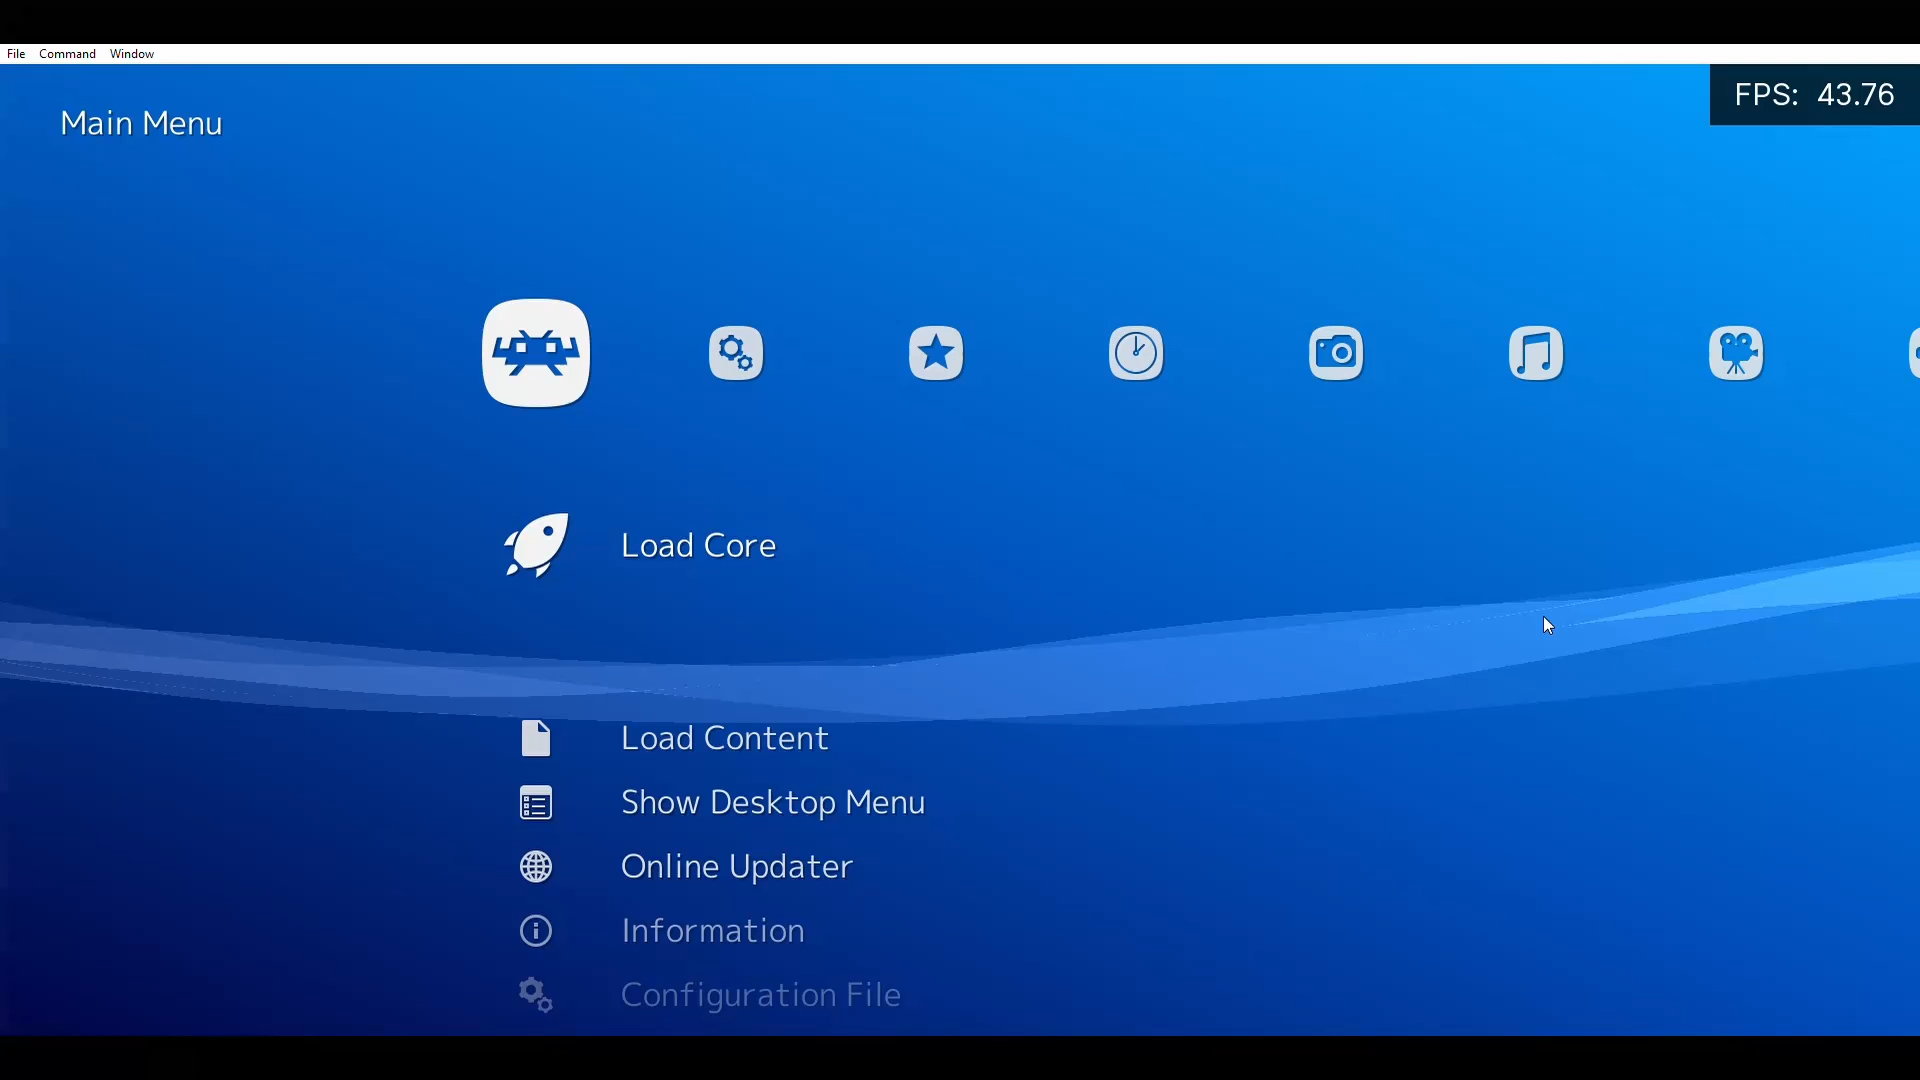 File Command Window
FPS: 43.76
Main Menu
Load Core
Load Content
Show Desktop Menu
Online Updater
Information
Configuration File